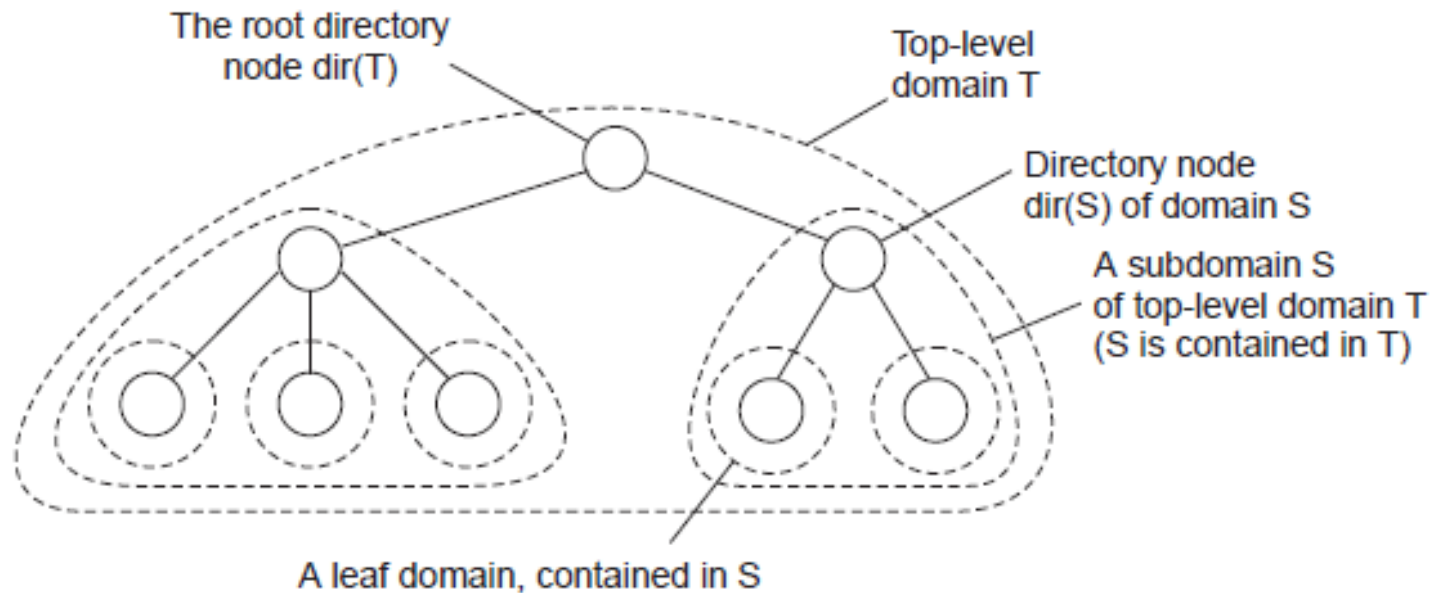 The root directory
node dir(T)
Top-level
domain T
Directory node
dir(S) of domain S
A subdomain S
of top-level domain T
(S is contained in T)
A leaf domain, contained in S